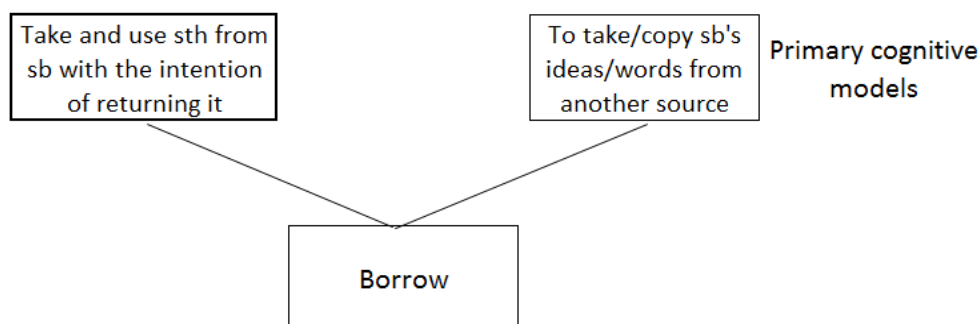 Take and use sth from
sb with the intention
of returning it
To take/copy sb's
ideas/words from
another source
Primary cognitive
models
Borrow